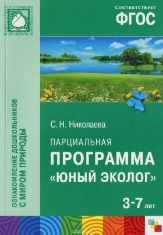 СООТВЕТСТВУЕТ
ФГОС
С. Н. Николаева
ПАРЦИАЛЬНАЯ
ПРОГРАММА
«ЮНЫЙ ЭКОЛОГ»
3-7 лет
ОЗНАКОМЛЕНИЕ ДОШКОЛЬНИКОВ
С МИРОМ ПРИРОДЫ